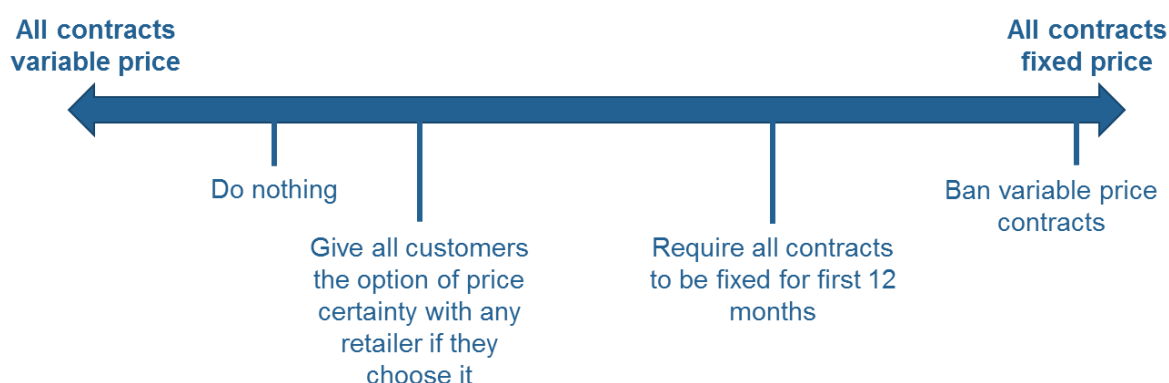 All contracts
variable price
All contracts
fixed price
Do nothing
Ban variable price
contracts
Give all customers
the option of price
certainty with any
retailer if they
choose it
Require all contracts
to be fixed for first 12
months